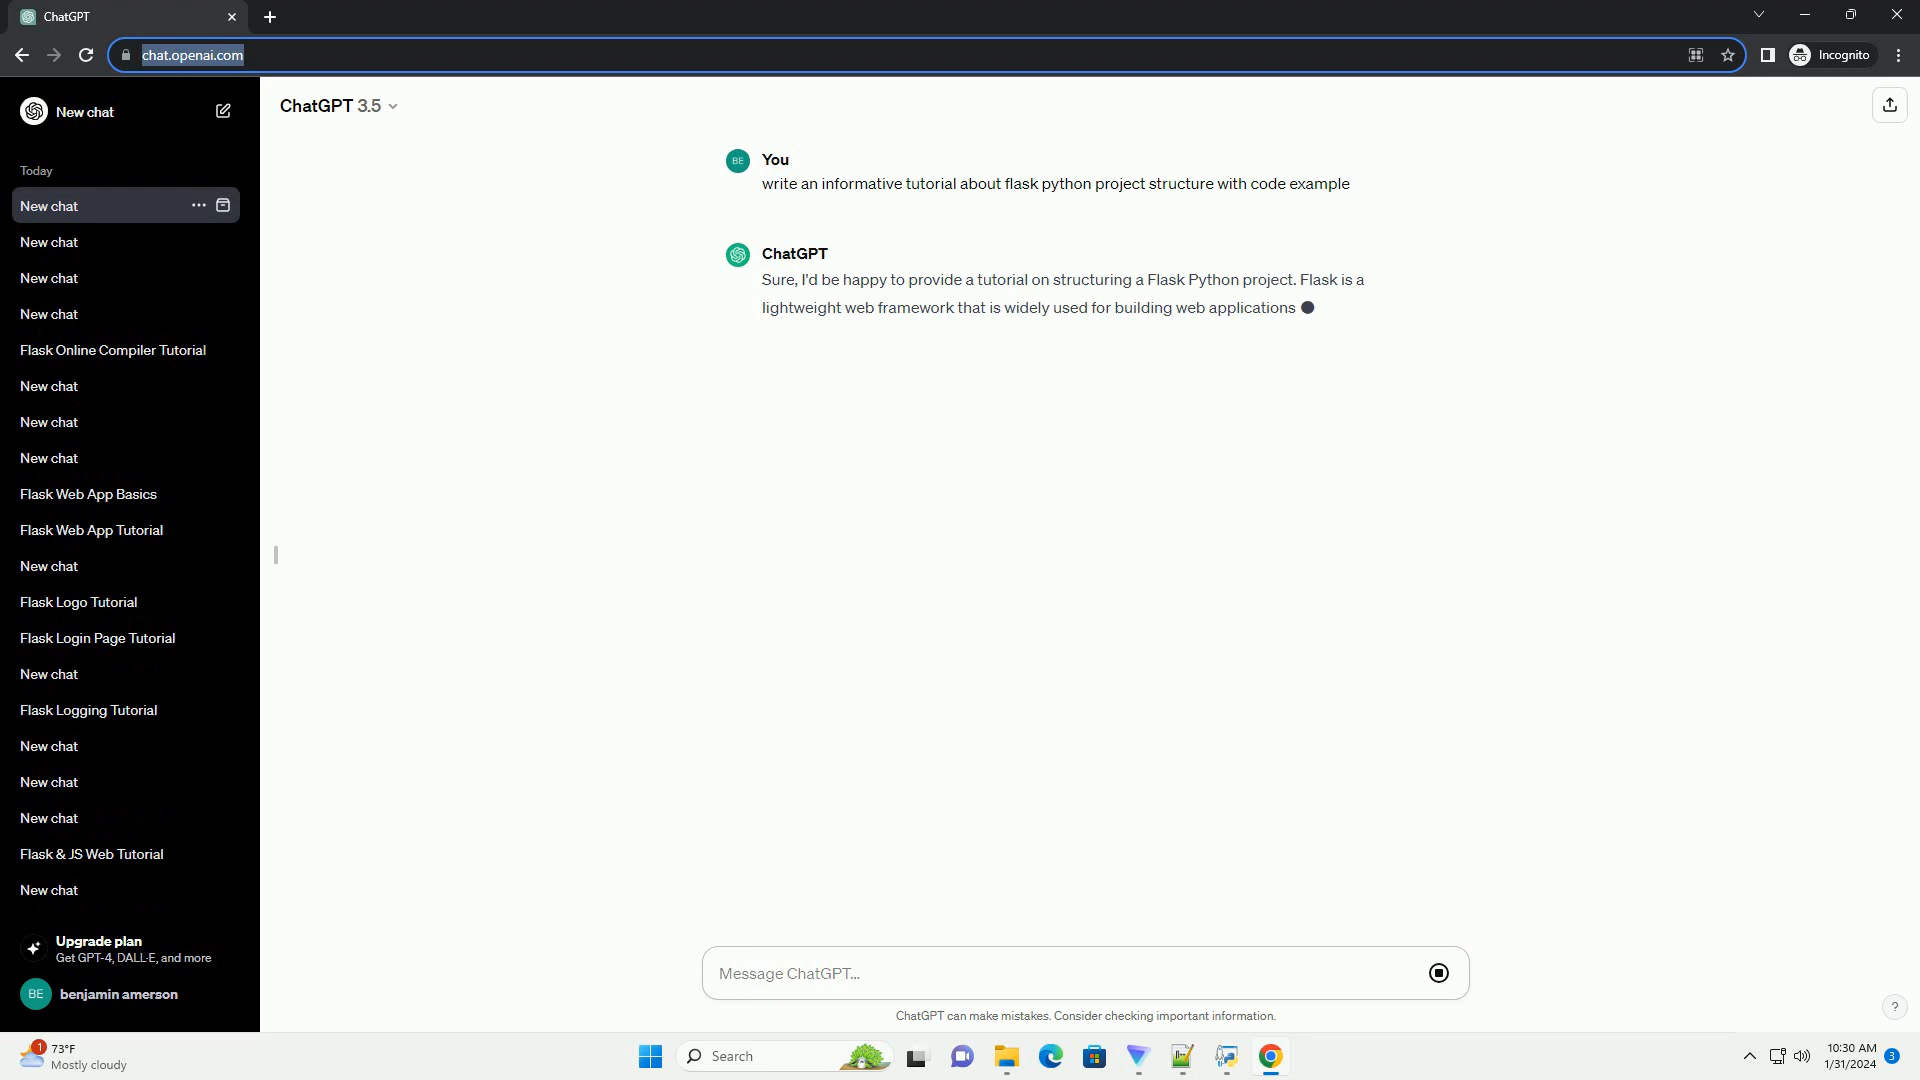 ChatGPT
chat.openai.com
Incognito
New chat
ChatGPT 3.5
Today
New chat
New chat
New chat
New chat
Flask Online Compiler Tutorial
New chat
New chat
New chat
Flask Web App Basics
Flask Web App Tutorial
New chat
Flask Logo Tutorial
Flask Login Page Tutorial
New chat
Flask Logging Tutorial
New chat
New chat
New chat
Flask & JS Web Tutorial
New chat
Upgrade plan
Get GPT-4, DALL·E, and more
BE
benjamin amerson
BE
You
write an informative tutorial about flask python project structure with code example
ChatGPT
Sure, I'd be happy to provide a tutorial on structuring a Flask Python project. Flask is a
lightweight web framework that is widely used for building web applications
Message ChatGPT...
ChatGPT can make mistakes. Consider checking important information.
?
1
73°F
Mostly cloudy
Search
10:30 AM
1/31/2024
3